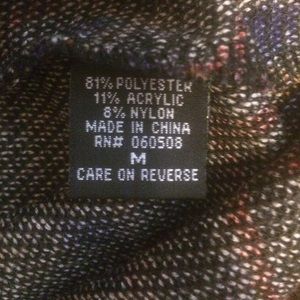 81% POLYESTER
11% ACRYLIC
8% NYLON
MADE IN CHINA
RN# 060508
M
CARE ON REVERSE